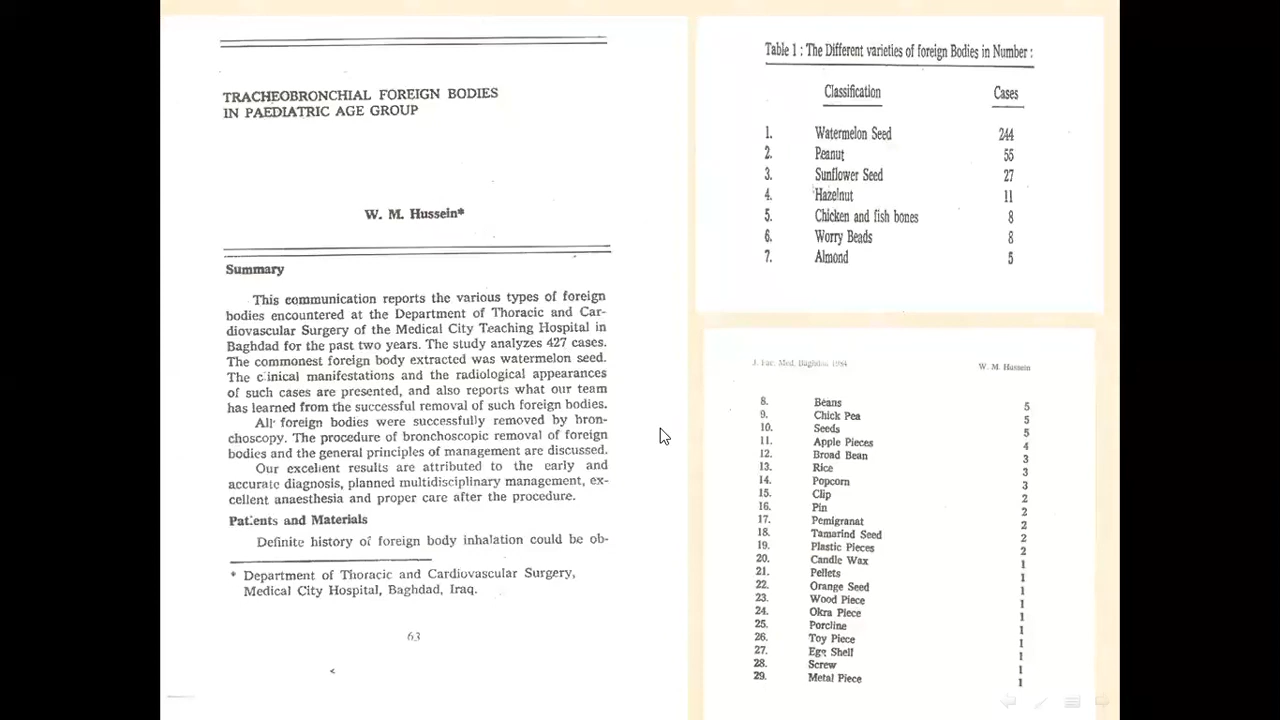 TRACHEOBRONCHIAL FOREIGN BODIES
IN PAEDIATRIC AGE GROUP
W. M. Hussein*
Summary
This communication reports the various types of foreign
bodies encountered at the Department of Thoracic and Car-
diovascular Surgery of the Medical City Teaching Hospital in
Baghdad for the past two years. The study analyzes 427 cases.
The commonest foreign body extracted was watermelon seed.
The clinical manifestations and the radiological appearances
of such cases are presented, and also reports what our team
has learned from the successful removal of such foreign bodies.
All foreign bodies were successfully removed by bron-
choscopy. The procedure of bronchoscopic removal of foreign
bodies and the general principles of management are discussed.
Our excellent results are attributed to the early and
accurate diagnosis, planned multidisciplinary management, ex-
cellent anaesthesia and proper care after the procedure.
Patients and Materials
Definite history of foreign body inhalation could be ob-
* Department of Thoracic and Cardiovascular Surgery,
Medical City Hospital, Baghdad, Iraq.
63
Table 1 : The Different varieties of foreign Bodies in Number :
Classification Cases
1. Watermelon Seed 244
2. Peanut 55
3. Sunflower Seed 27
4. Hazelnut 11
5. Chicken and fish bones 8
6. Worry Beads 8
7. Almond 5
J. Fac. Med. Baghdad, 1984 W. M. Hussein
8. Beans 5
9. Chick Pea 5
10. Seeds 5
11. Apple Pieces 4
12. Broad Bean 3
13. Rice 3
14. Popcorn 3
15. Clip 2
16. Pin 2
17. Pemigranat 2
18. Tamarind Seed 2
19. Plastic Pieces 2
20. Candle Wax 1
21. Pellets 1
22. Orange Seed 1
23. Wood Piece 1
24. Okra Piece 1
25. Porcline 1
26. Toy Piece 1
27. Egg Shell 1
28. Screw 1
29. Metal Piece 1